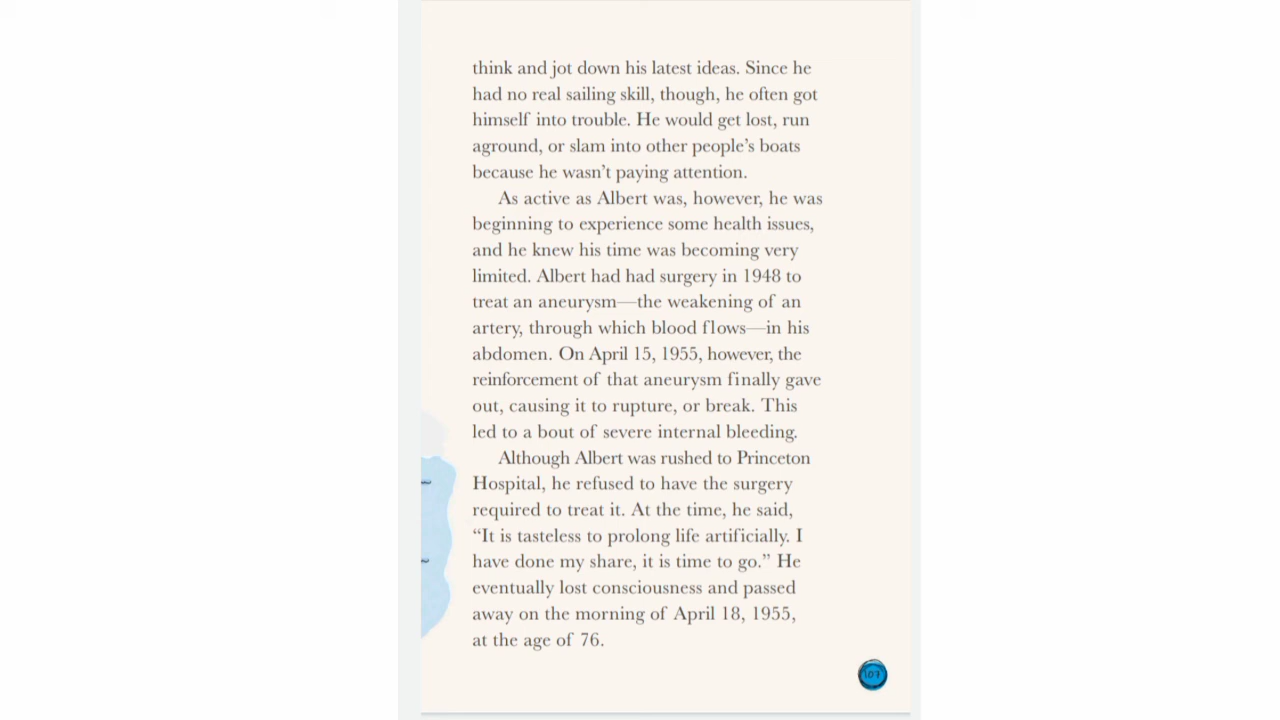 think and jot down his latest ideas. Since he
had no real sailing skill, though, he often got
himself into trouble. He would get lost, run
aground, or slam into other people’s boats
because he wasn’t paying attention.
As active as Albert was, however, he was
beginning to experience some health issues,
and he knew his time was becoming very
limited. Albert had had surgery in 1948 to
treat an aneurysm—the weakening of an
artery, through which blood flows—in his
abdomen. On April 15, 1955, however, the
reinforcement of that aneurysm finally gave
out, causing it to rupture, or break. This
led to a bout of severe internal bleeding.
Although Albert was rushed to Princeton
Hospital, he refused to have the surgery
required to treat it. At the time, he said,
“It is tasteless to prolong life artificially. I
have done my share, it is time to go.” He
eventually lost consciousness and passed
away on the morning of April 18, 1955,
at the age of 76.
107